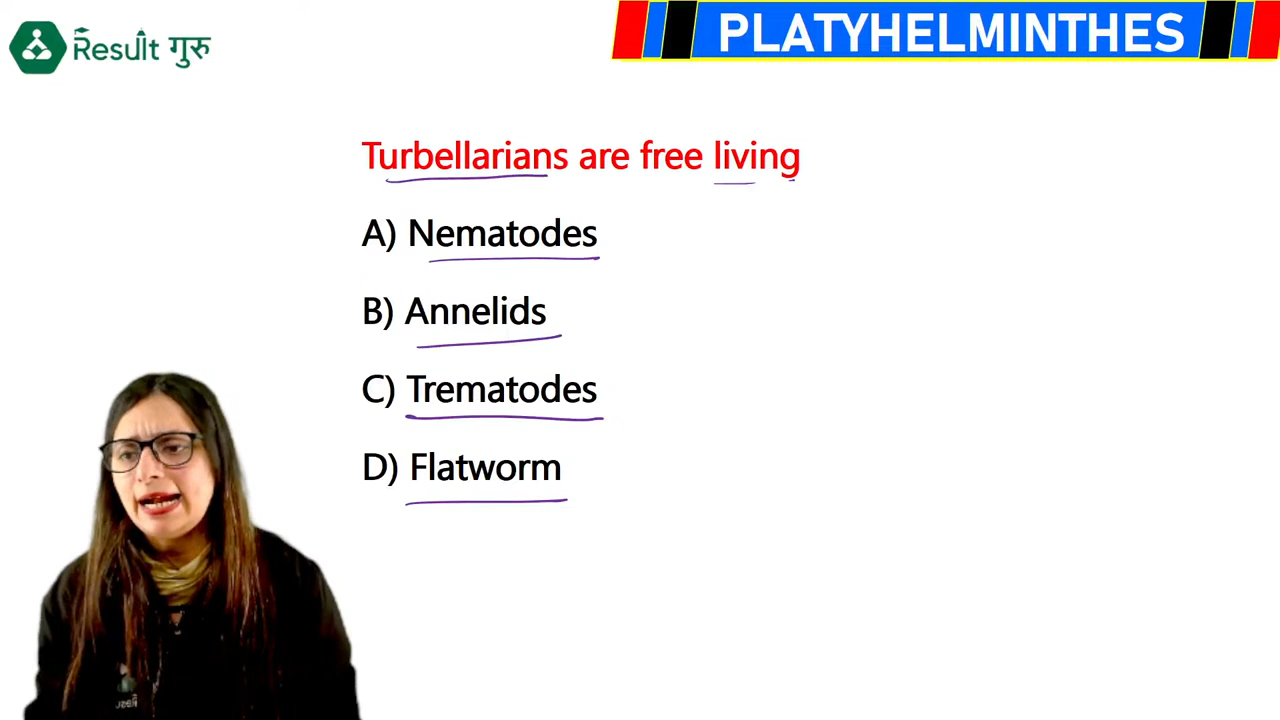 Result गुरु
PLATYHELMINTHES
Turbellarians are free living
A) Nematodes
B) Annelids
C) Trematodes
D) Flatworm